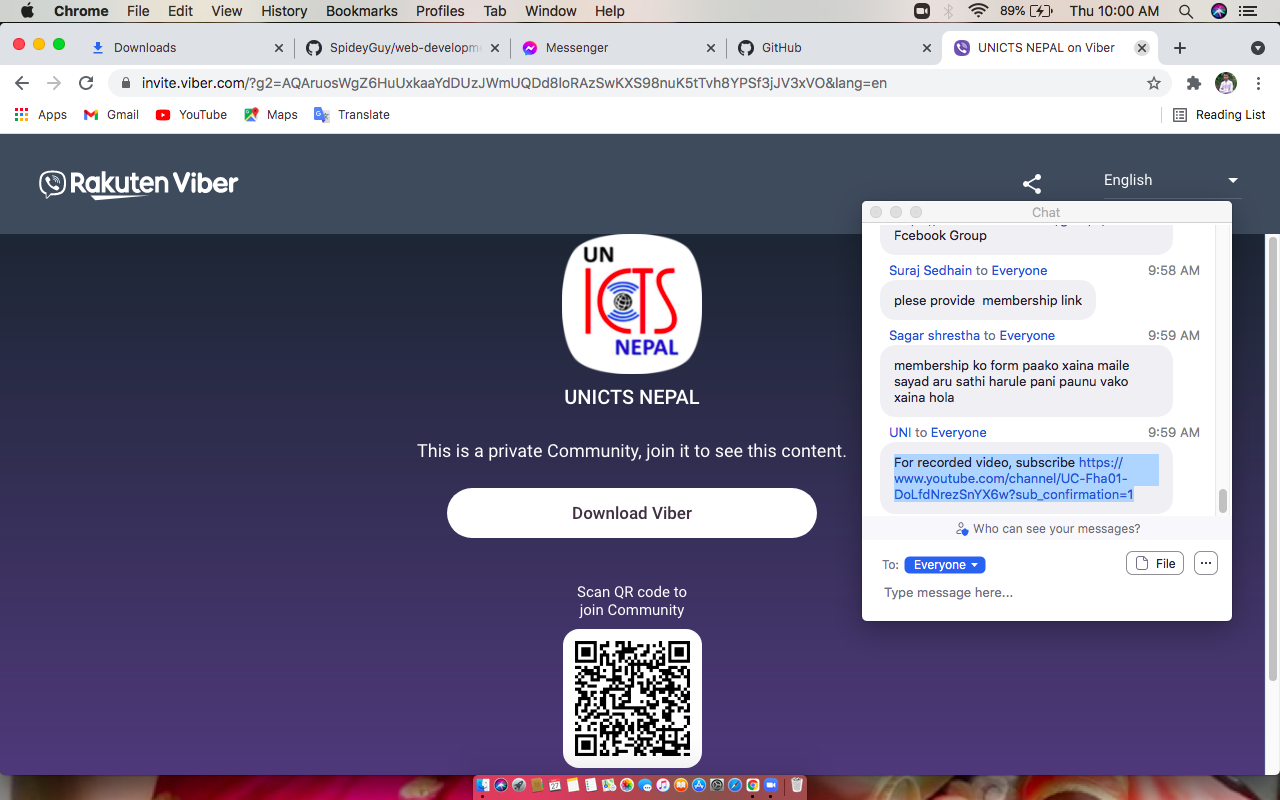 Chrome File Edit View History Bookmarks Profiles Tab Window Help 89% Thu 10:00 AM
Downloads SpideyGuy/web-developm Messenger GitHub UNICTS NEPAL on Viber
invite.viber.com/?g2=AQAruosWgZ6HuUxkaaYdDUzJWmUQDd8IoRAzSwKXS98nuK5tTvh8YPSf3jJV3xVO&lang=en
Apps Gmail YouTube Maps Translate Reading List
Rakuten Viber
English
UN
ICTS
NEPAL
UNICTS NEPAL
This is a private Community, join it to see this content.
Download Viber
Scan QR code to
join Community
Chat
Fcebook Group
Suraj Sedhain to Everyone 9:58 AM
plese provide membership link
Sagar shrestha to Everyone 9:59 AM
membership ko form paako xaina maile
sayad aru sathi harule pani paunu vako
xaina hola
UNI to Everyone 9:59 AM
For recorded video, subscribe https://
www.youtube.com/channel/UC-Fha01-
DoLfdNrezSnYX6w?sub_confirmation=1
Who can see your messages?
To: Everyone File
Type message here...
27